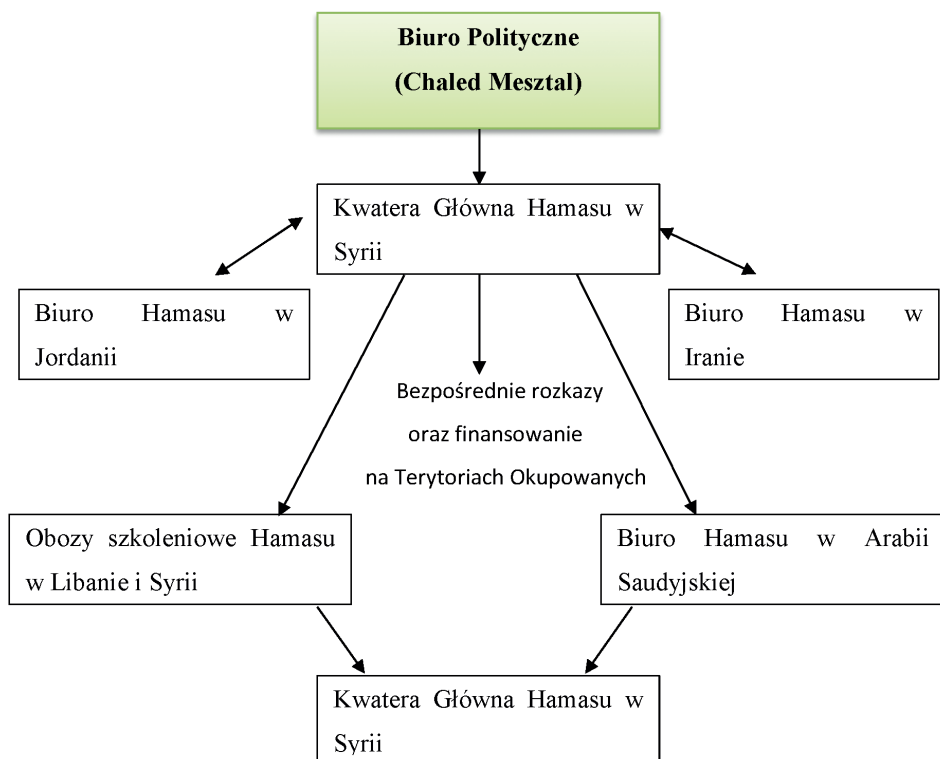 Biuro Polityczne
(Chaled Mesztal)
Kwatera Główna Hamasu w
Syrii
Biuro Hamasu w
Jordanii
Biuro Hamasu w
Iranie
Bezpośrednie rozkazy
oraz finansowanie
na Terytoriach Okupowanych
Obozy szkoleniowe Hamasu
w Libanie i Syrii
Biuro Hamasu w Arabii
Saudyjskiej
Kwatera Główna Hamasu w
Syrii